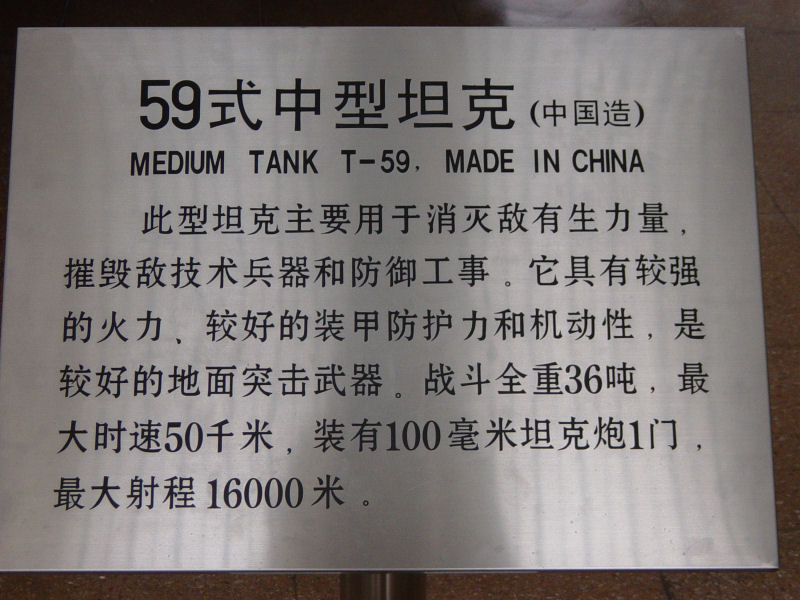 59式中型坦克(中国造)
MEDIUM TANK T-59, MADE IN CHINA
此型坦克主要用于消灭敌有生力量,
摧毁敌技术兵器和防御工事。它具有较强
的火力、较好的装甲防护力和机动性,是
较好的地面突击武器。战斗全重36吨,最
大时速50千米,装有100毫米坦克炮1门,
最大射程16000米。